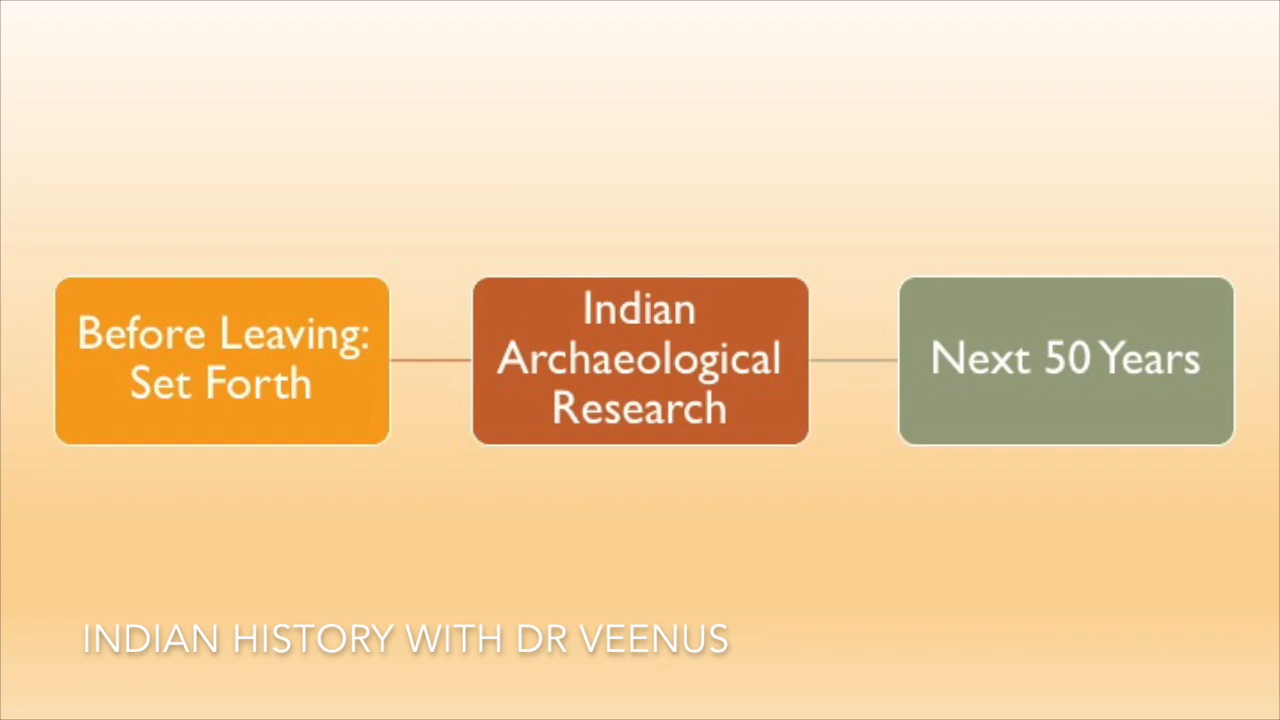 Before Leaving:
Set Forth
Indian
Archaeological
Research
Next 50 Years
INDIAN HISTORY WITH DR VEENUS